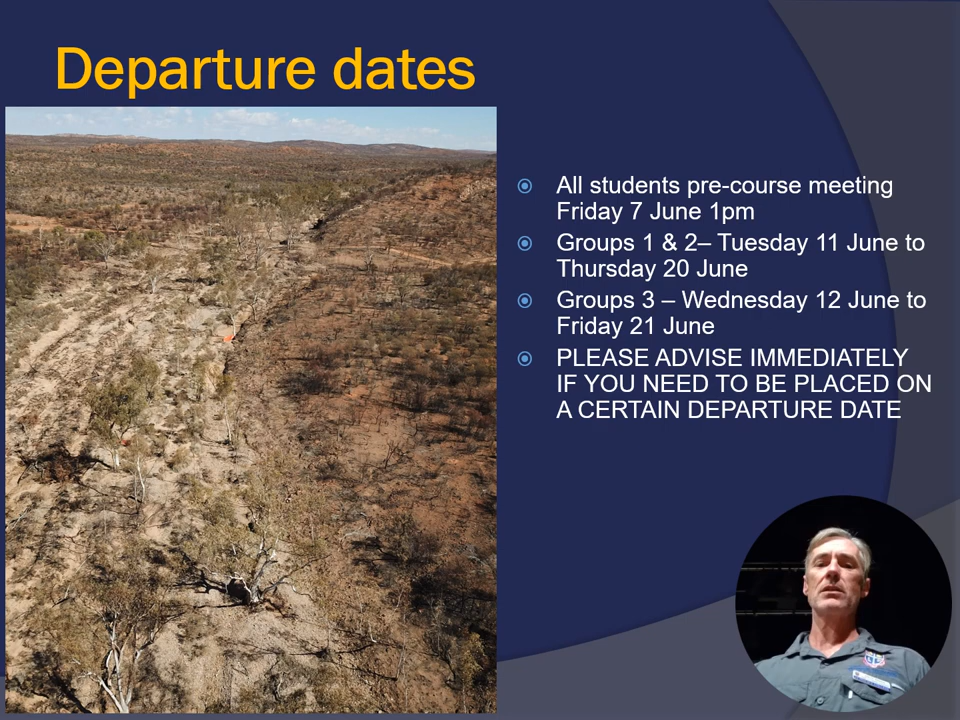 Departure dates
All students pre-course meeting
Friday 7 June 1pm
Groups 1 & 2– Tuesday 11 June to
Thursday 20 June
Groups 3 – Wednesday 12 June to
Friday 21 June
PLEASE ADVISE IMMEDIATELY
IF YOU NEED TO BE PLACED ON
A CERTAIN DEPARTURE DATE